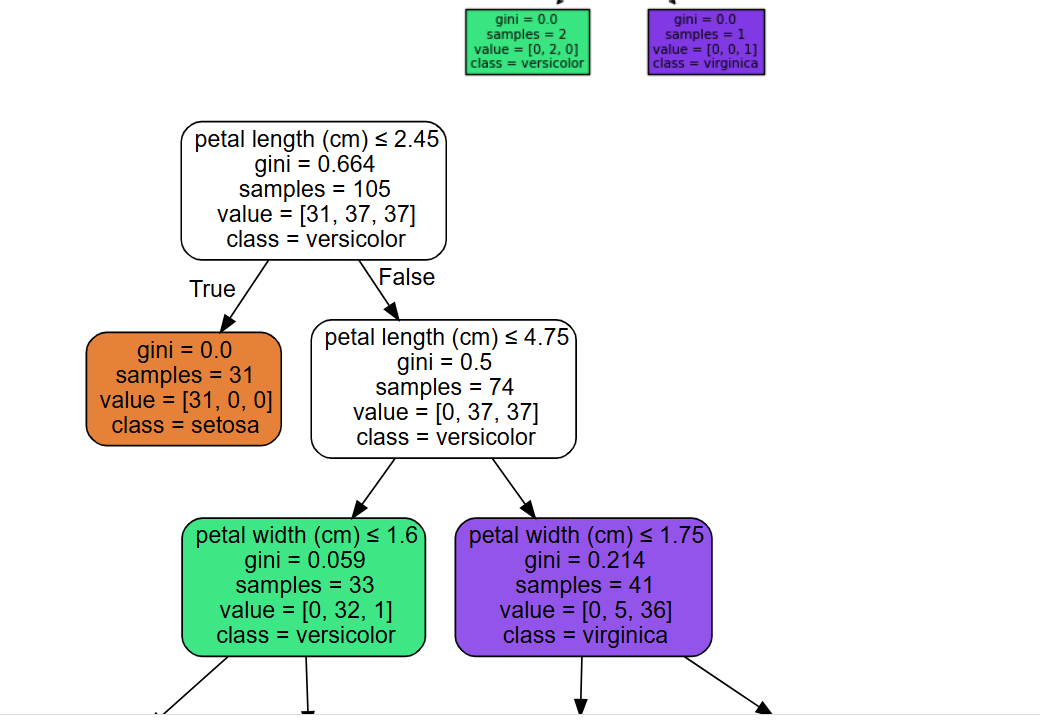 gini = 0.0
samples = 2
value = [0, 2, 0]
class = versicolor
gini = 0.0
samples = 1
value = [0, 0, 1]
class = virginica
petal length (cm) ≤ 2.45
gini = 0.664
samples = 105
value = [31, 37, 37]
class = versicolor
True
False
gini = 0.0
samples = 31
value = [31, 0, 0]
class = setosa
petal length (cm) ≤ 4.75
gini = 0.5
samples = 74
value = [0, 37, 37]
class = versicolor
petal width (cm) ≤ 1.6
gini = 0.059
samples = 33
value = [0, 32, 1]
class = versicolor
petal width (cm) ≤ 1.75
gini = 0.214
samples = 41
value = [0, 5, 36]
class = virginica